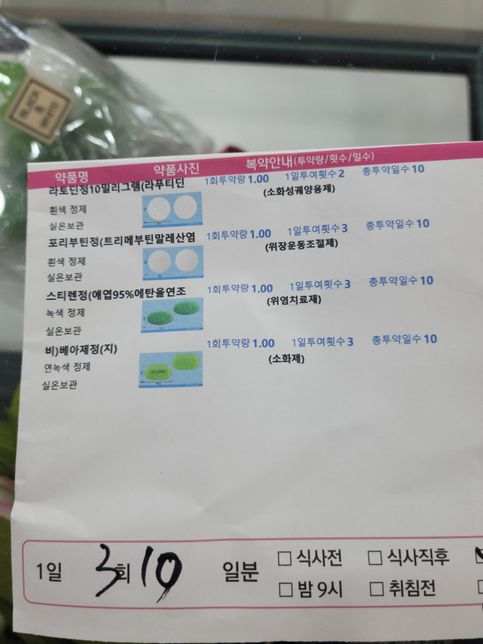 BLACK & WHITE
약품명 약품사진 복약안내(투약량/횟수/일수)
라토딘정10밀리그램(라푸티딘 1회투약량 1.00 1일투여횟수 2 총투약일수 10
(소화성궤양용제)
흰색 정제
실온보관
포리부틴정(트리메부틴말레산염 1회투약량 1.00 1일투여횟수 3 총투약일수 10
(위장운동조절제)
흰색 정제
실온보관
스티렌정(애엽95%에탄올연조 1회투약량 1.00 1일투여횟수 3 총투약일수 10
(위염치료제)
녹색 정제
실온보관
비)베아제정(지) 1회투약량 1.00 1일투여횟수 3 총투약일수 10
(소화제)
연녹색 정제
실온보관
1일 3회 10 일분 □ 식사전 □ 식사직후
□ 밤 9시 □ 취침전